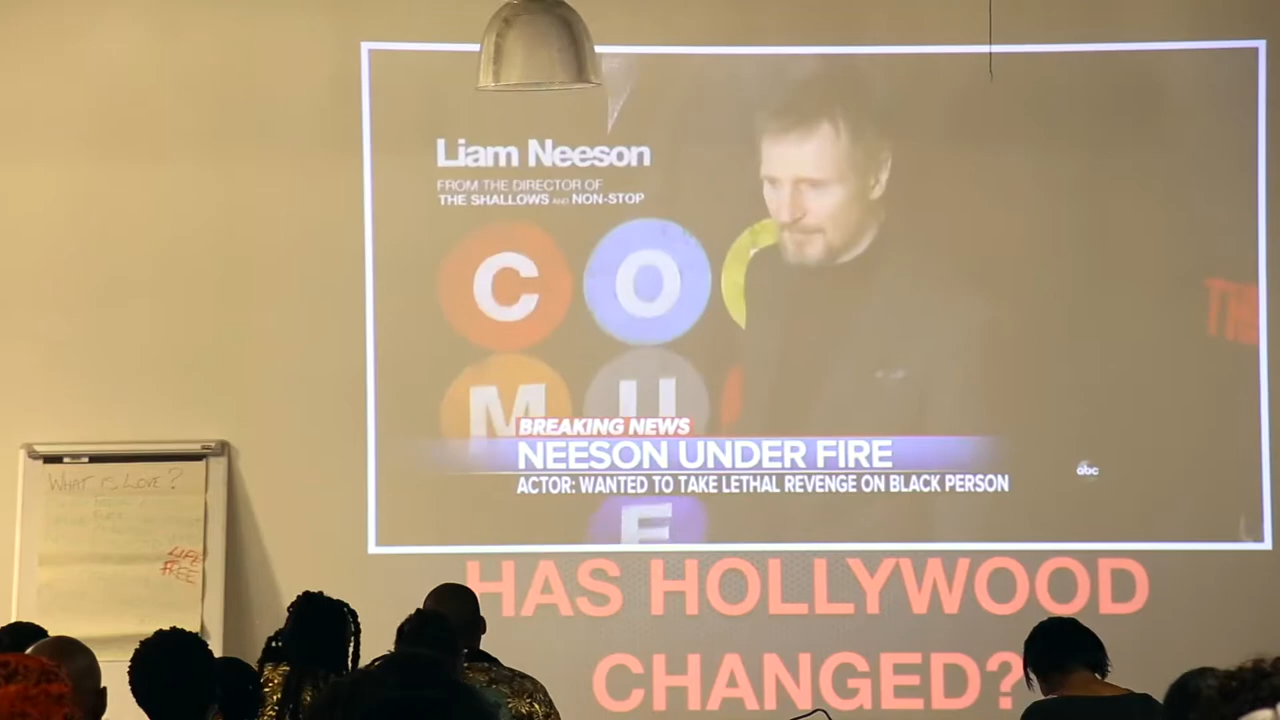 Liam Neeson
FROM THE DIRECTOR OF
THE SHALLOWS AND NON-STOP
C O
M U
BREAKING NEWS
NEESON UNDER FIRE
ACTOR: WANTED TO TAKE LETHAL REVENGE ON BLACK PERSON
abc
E
HAS HOLLYWOOD
CHANGED?
WHAT IS LOVE?
LIFE
FREE